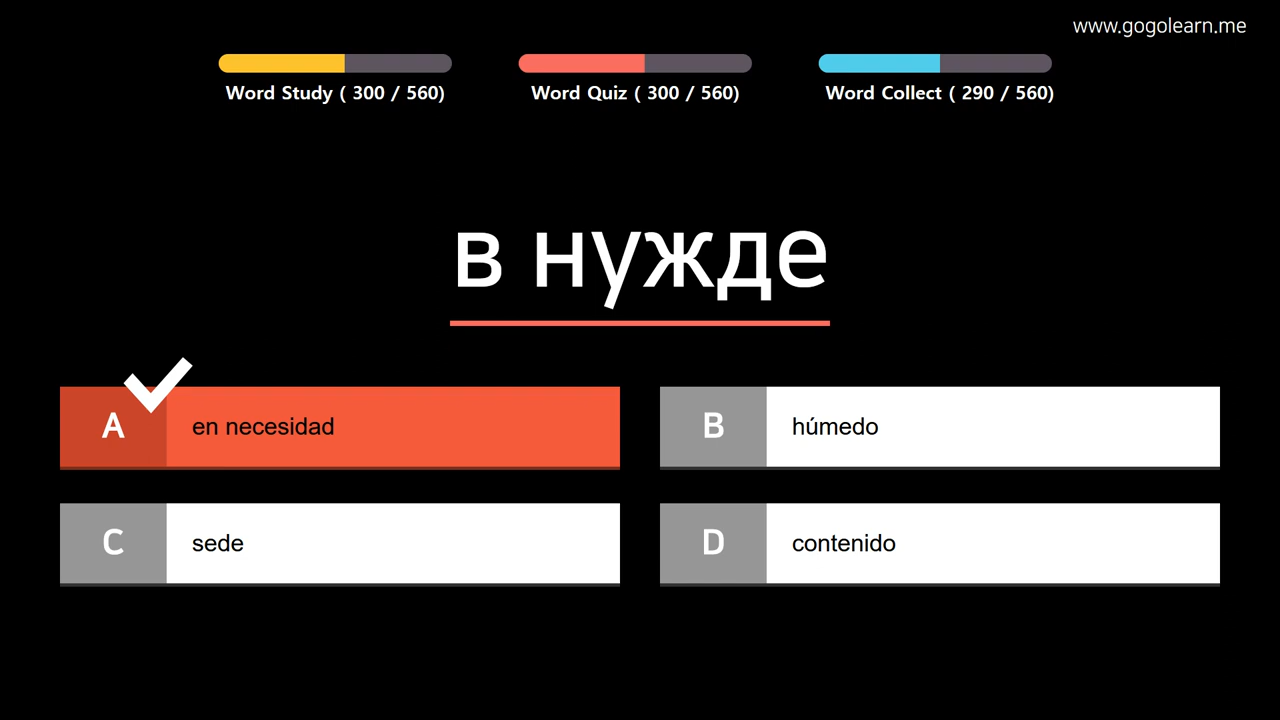 www.gogolearn.me
Word Study ( 300 / 560)
Word Quiz ( 300 / 560)
Word Collect ( 290 / 560)
в нужде
A
en necesidad
B
húmedo
C
sede
D
contenido